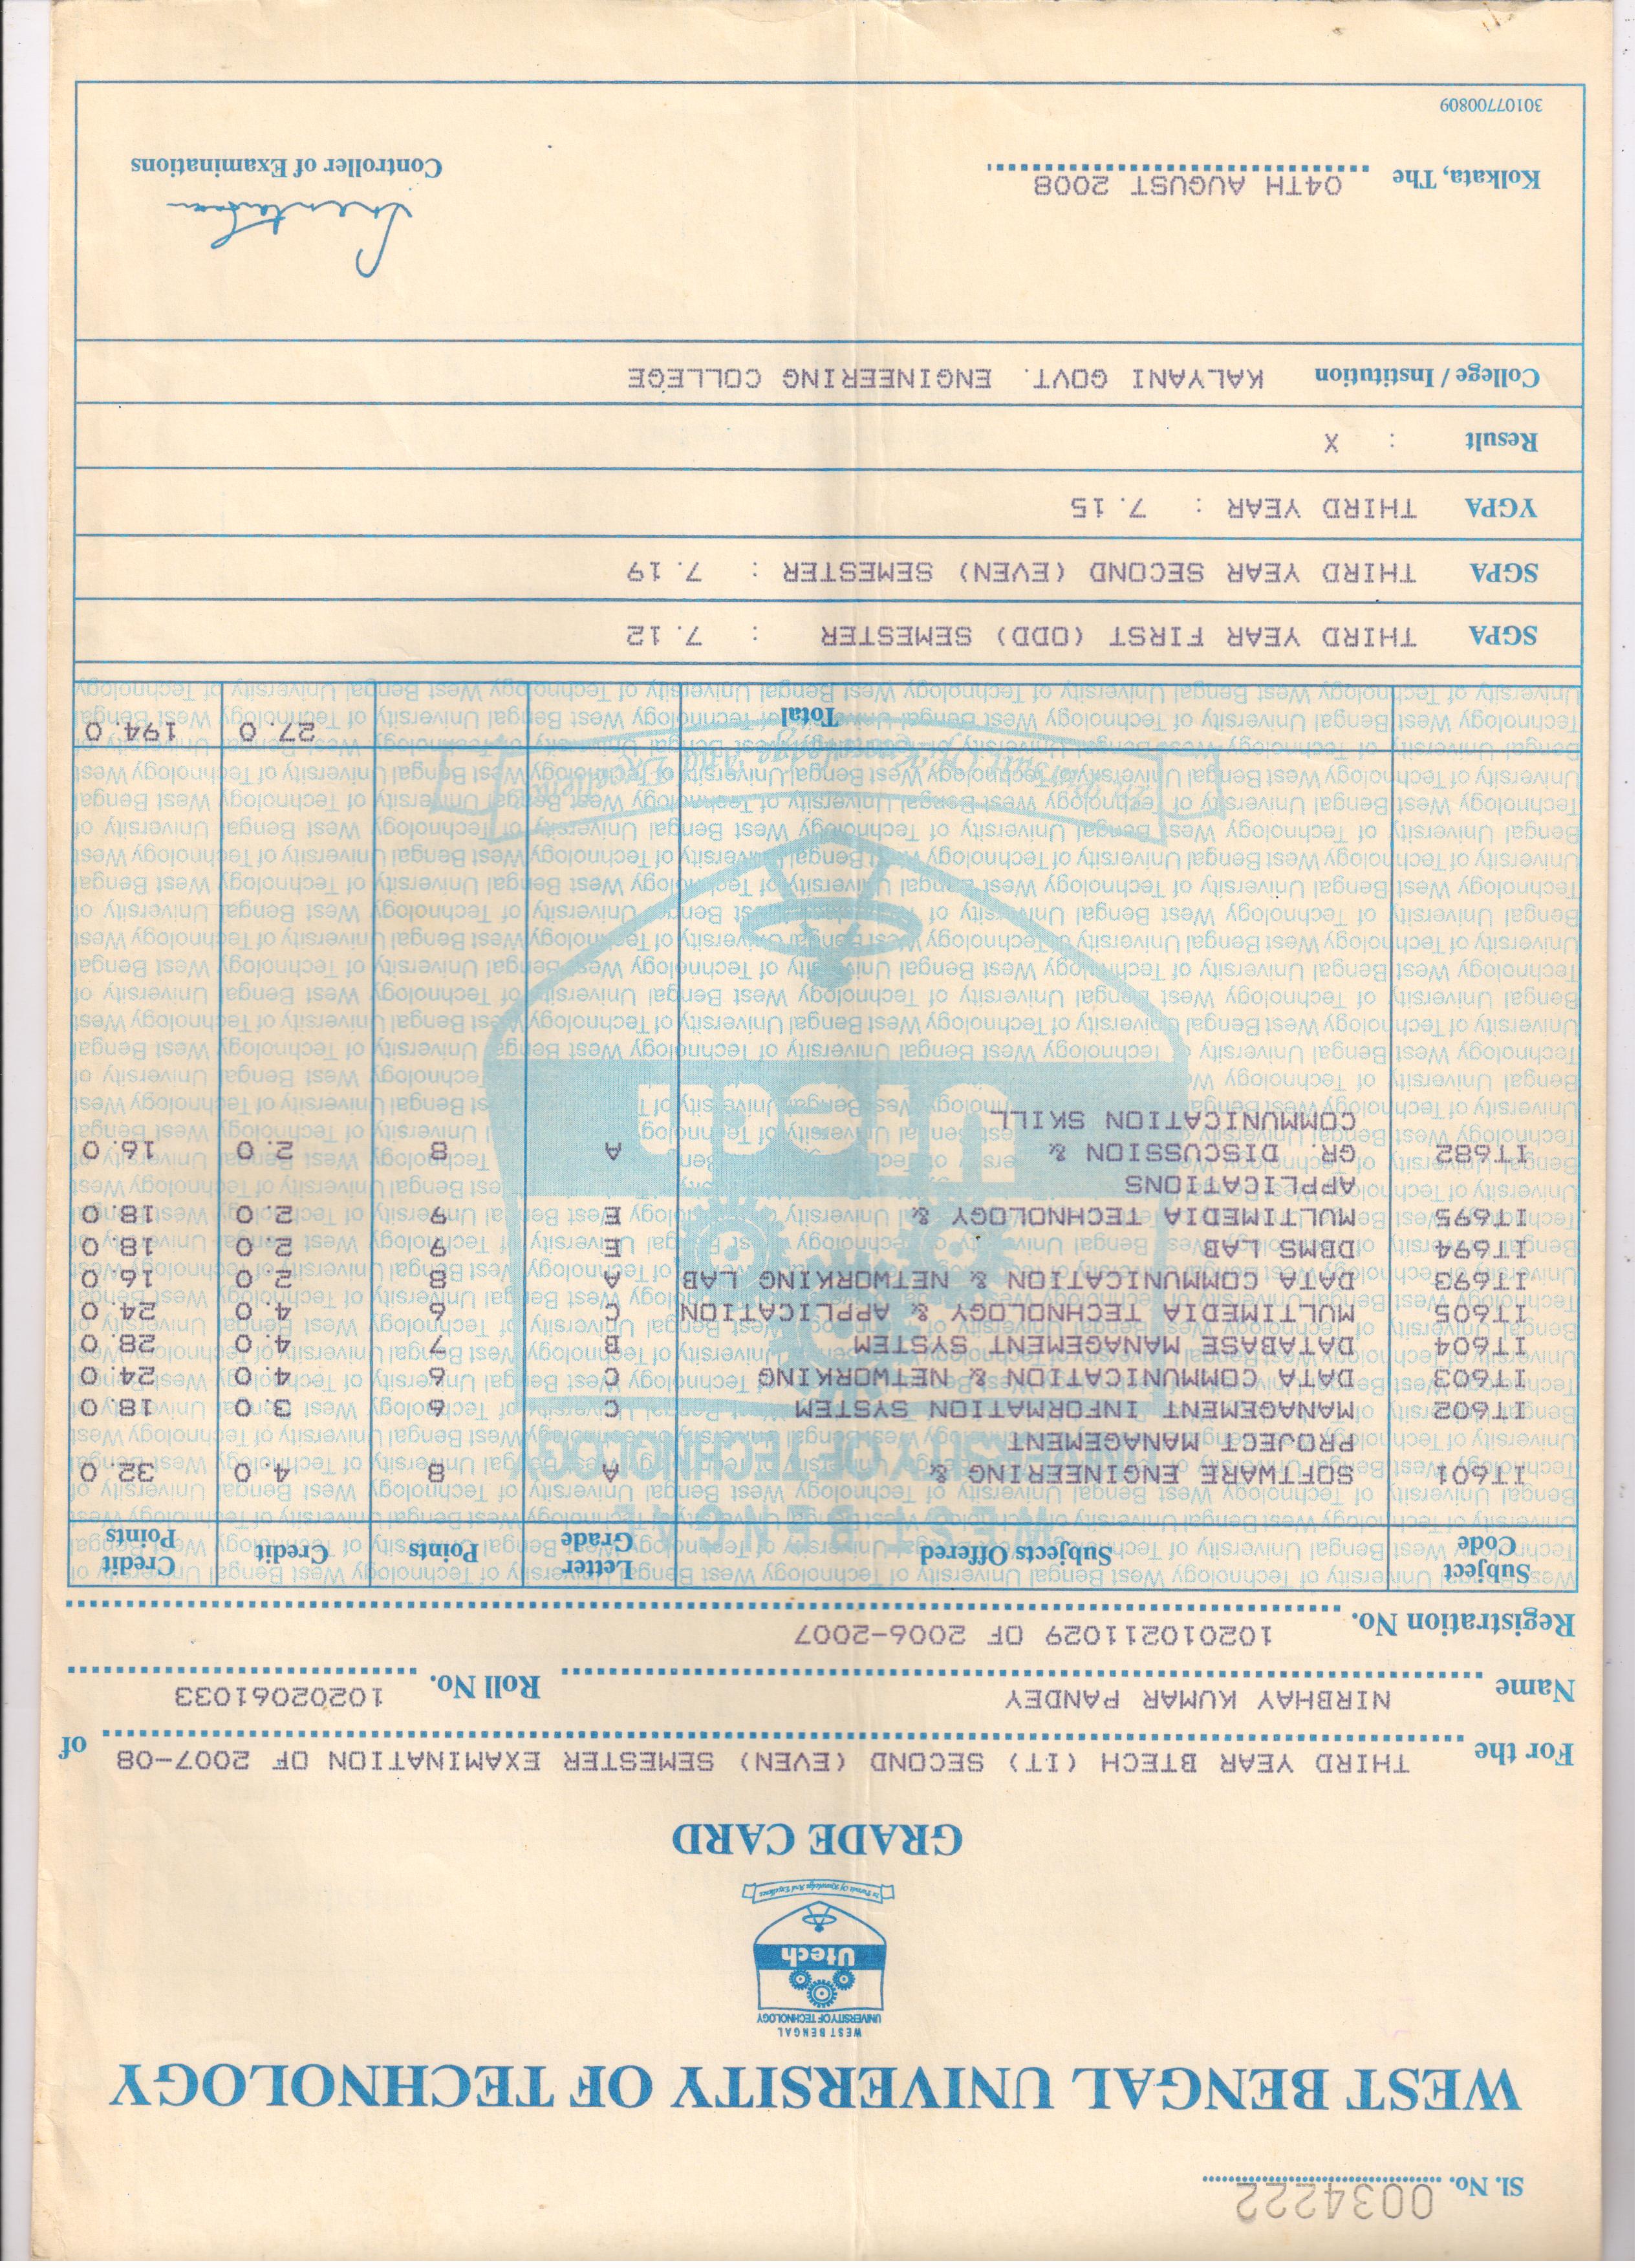 Sl. No. 0034222
WEST BENGAL UNIVERSITY OF TECHNOLOGY
WEST BENGAL
UNIVERSITY OF TECHNOLOGY
Utech
In Pursuit Of Knowledge And Excellence
GRADE CARD
For the THIRD YEAR BTECH (IT) SECOND (EVEN) SEMESTER EXAMINATION OF 2007-08 of
Name NIRBHAY KUMAR PANDEY Roll No. 10202061033
Registration No. 102010211029 OF 2006-2007
Subject Code Subjects Offered Letter Grade Points Credit Credit Points
IT601 SOFTWARE ENGINEERING & A 8 4.0 32.0
PROJECT MANAGEMENT
IT602 MANAGEMENT INFORMATION SYSTEM C 6 3.0 18.0
IT603 DATA COMMUNICATION & NETWORKING C 6 4.0 24.0
IT604 DATABASE MANAGEMENT SYSTEM B 7 4.0 28.0
IT605 MULTIMEDIA TECHNOLOGY & APPLICATION C 6 4.0 24.0
IT693 DATA COMMUNICATION & NETWORKING LAB A 8 2.0 16.0
IT694 DBMS LAB E 9 2.0 18.0
IT695 MULTIMEDIA TECHNOLOGY & E 9 2.0 18.0
APPLICATIONS
IT682 GR. DISCUSSION & A 8 2.0 16.0
COMMUNICATION SKILL
Total 27.0 194.0
SGPA THIRD YEAR FIRST (ODD) SEMESTER : 7.12
SGPA THIRD YEAR SECOND (EVEN) SEMESTER : 7.19
YGPA THIRD YEAR : 7.15
Result : X
College / Institution KALYANI GOVT. ENGINEERING COLLEGE
Kolkata, The 04TH AUGUST 2008 Controller of Examinations
30107700809